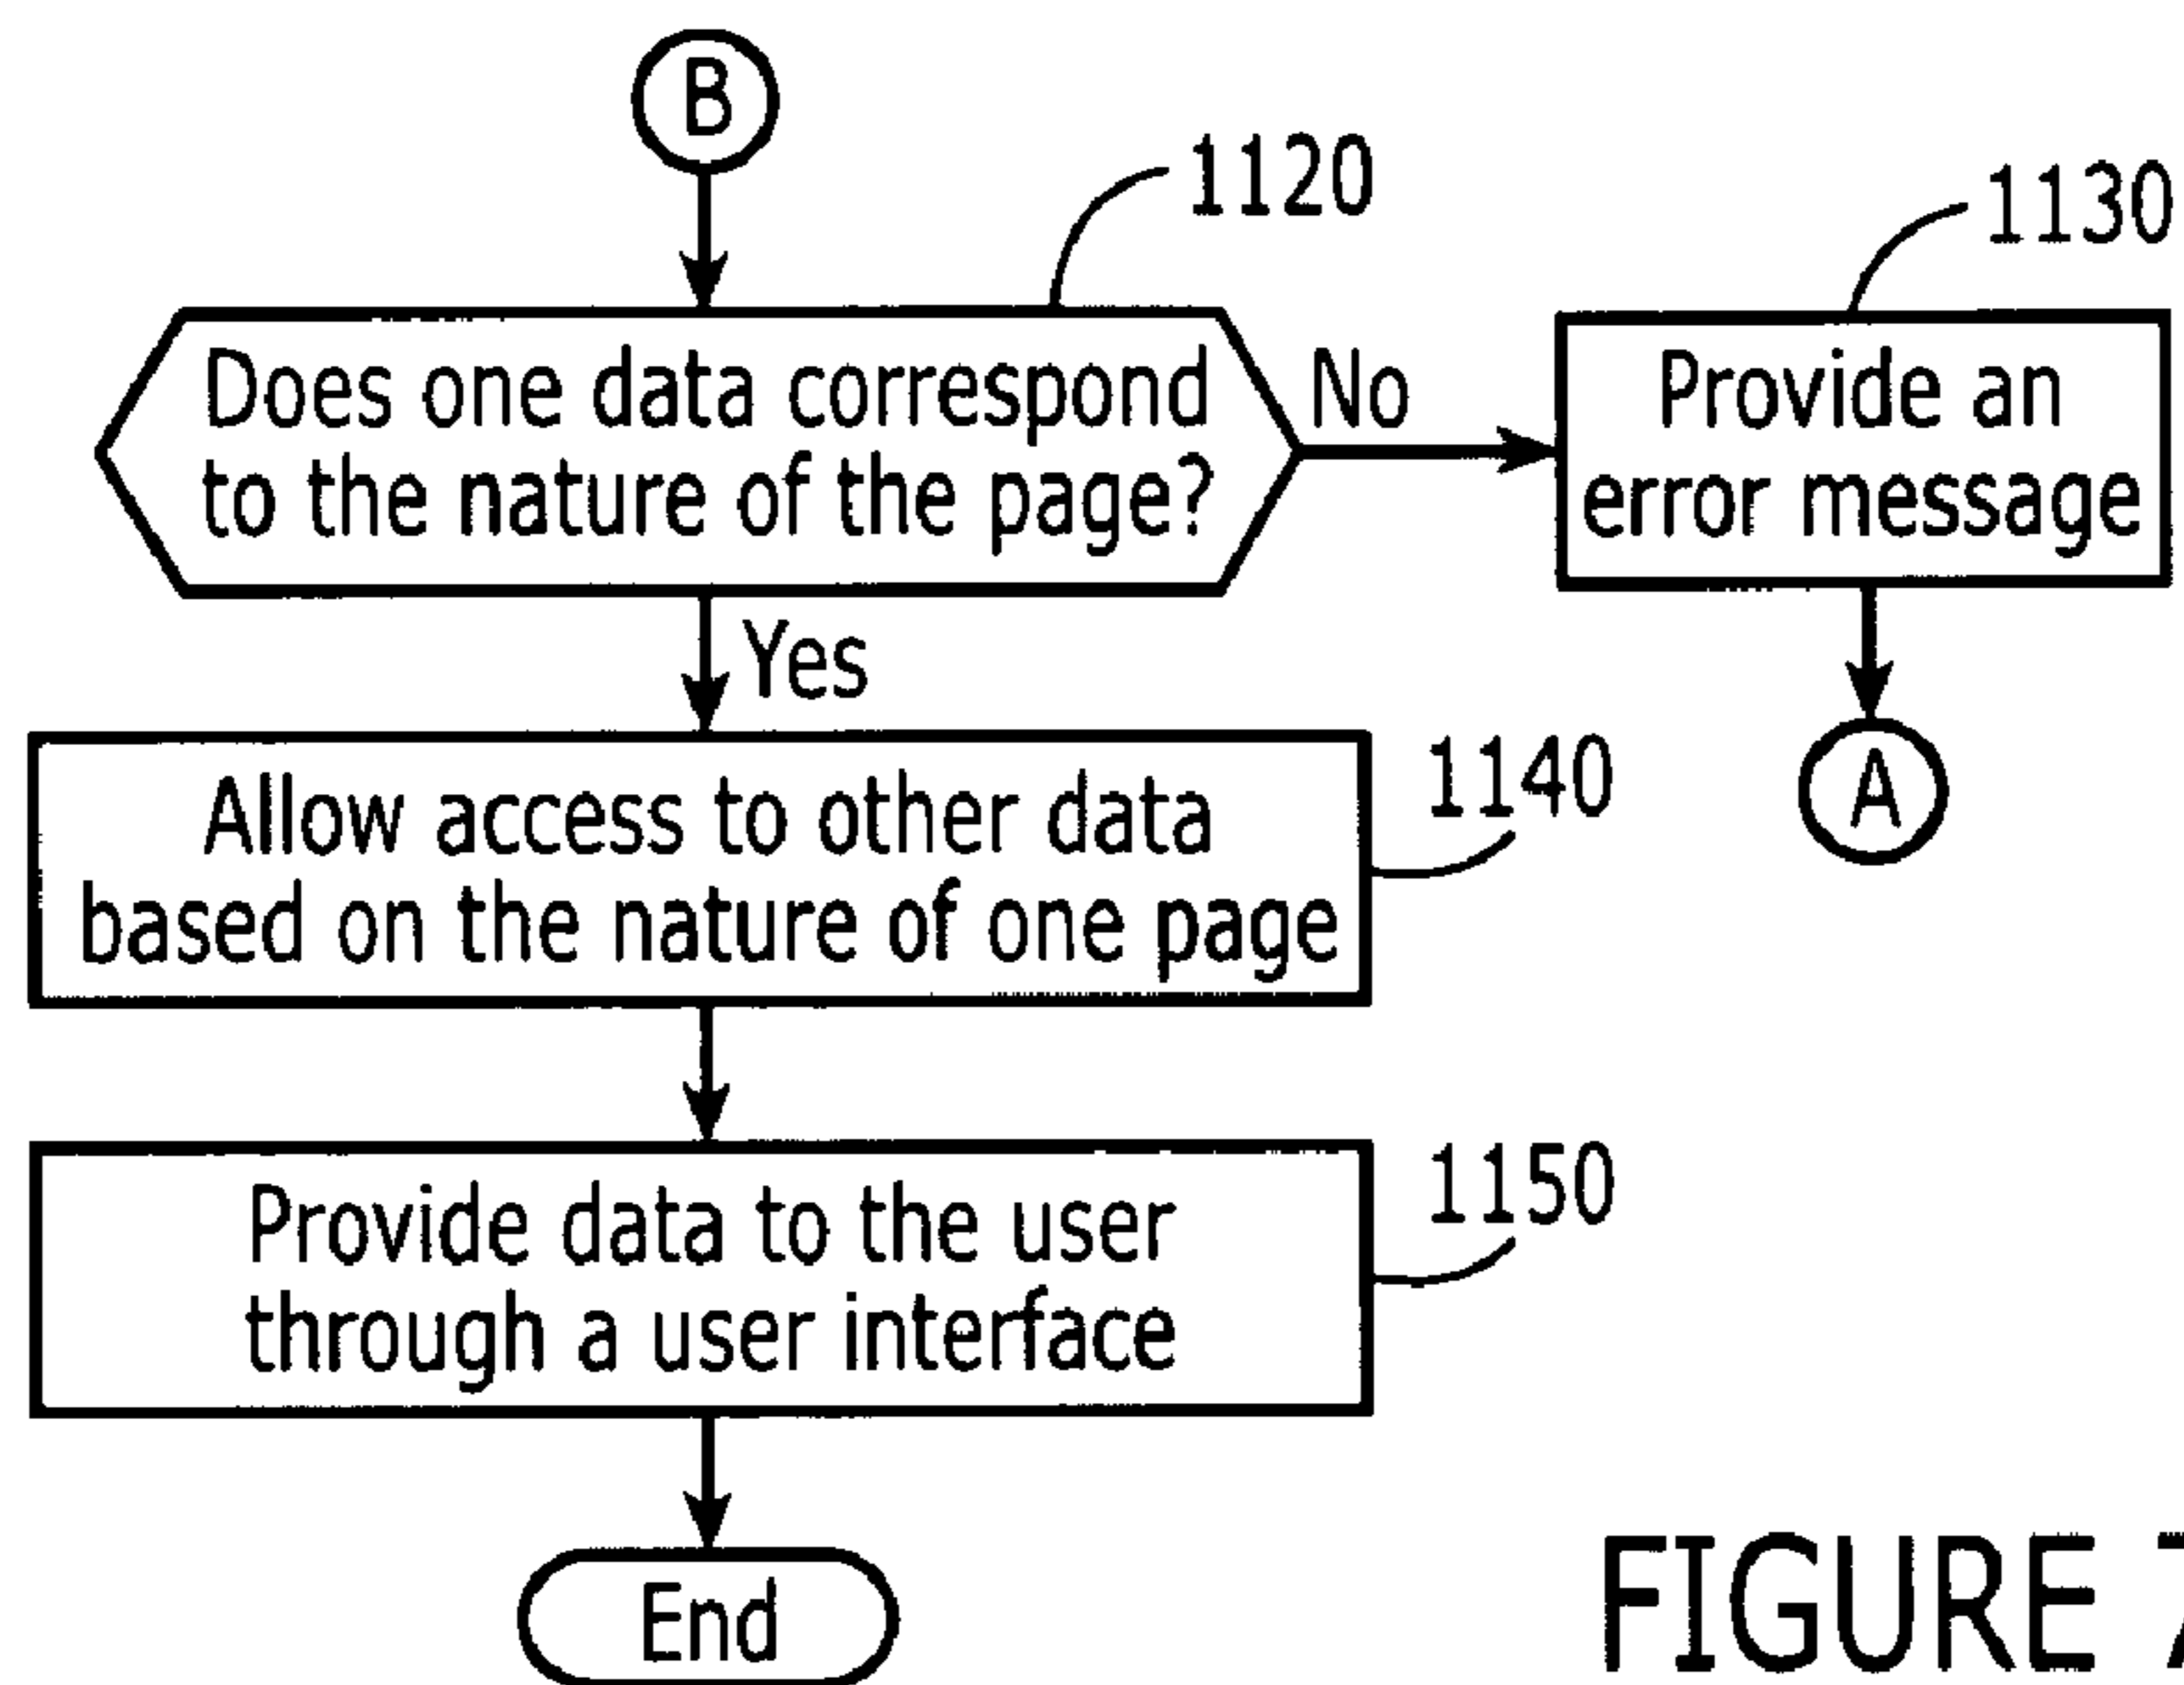 B
1120
1130
Does one data correspond
to the nature of the page?
No
Provide an
error message
Yes
A
1140
Allow access to other data
based on the nature of one page
1150
Provide data to the user
through a user interface
End
FIGURE